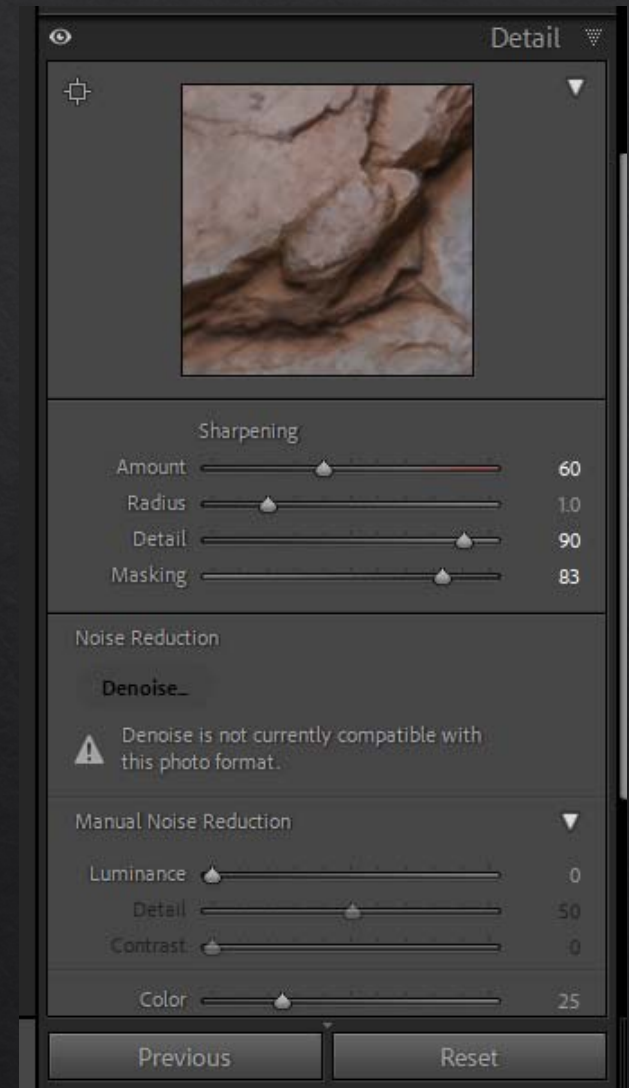 Detail
Sharpening
Amount 60
Radius 1.0
Detail 90
Masking 83
Noise Reduction
Denoise...
Denoise is not currently compatible with
this photo format.
Manual Noise Reduction
Luminance 0
Detail 50
Contrast 0
Color 25
Previous Reset